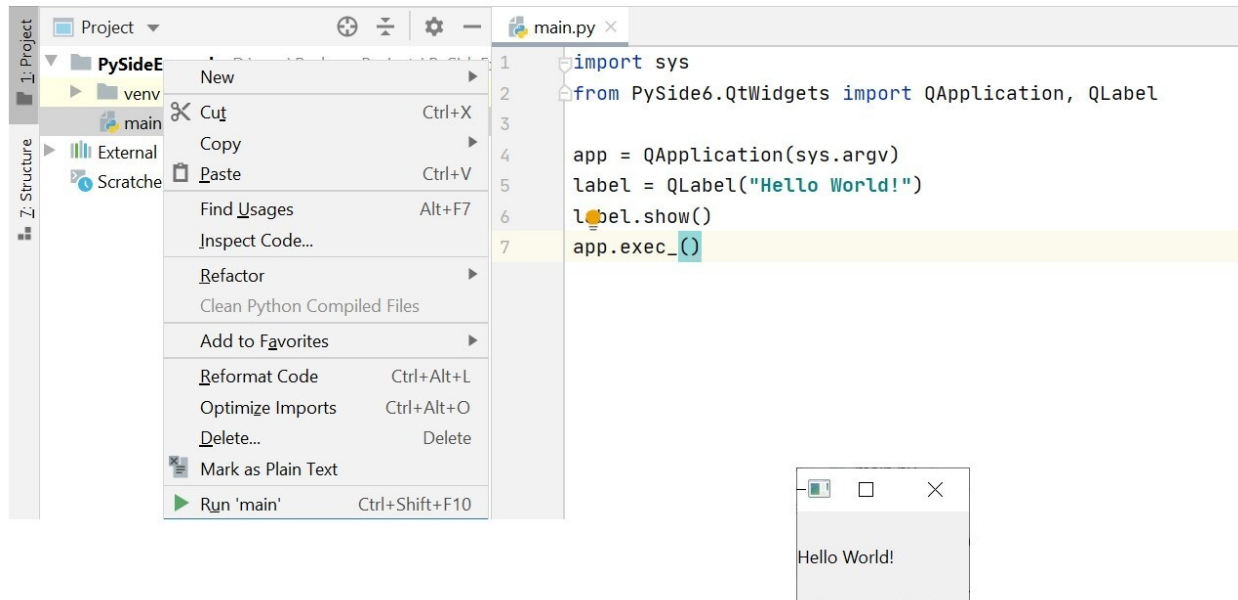 1: Project
7: Structure
Project
PySideE
venv
main
External
Scratche
New
Cut Ctrl+X
Copy
Paste Ctrl+V
Find Usages Alt+F7
Inspect Code...
Refactor
Clean Python Compiled Files
Add to Favorites
Reformat Code Ctrl+Alt+L
Optimize Imports Ctrl+Alt+O
Delete... Delete
Mark as Plain Text
Run 'main' Ctrl+Shift+F10
main.py
1 import sys
2 from PySide6.QtWidgets import QApplication, QLabel
3
4 app = QApplication(sys.argv)
5 label = QLabel("Hello World!")
6 label.show()
7 app.exec_()
Hello World!